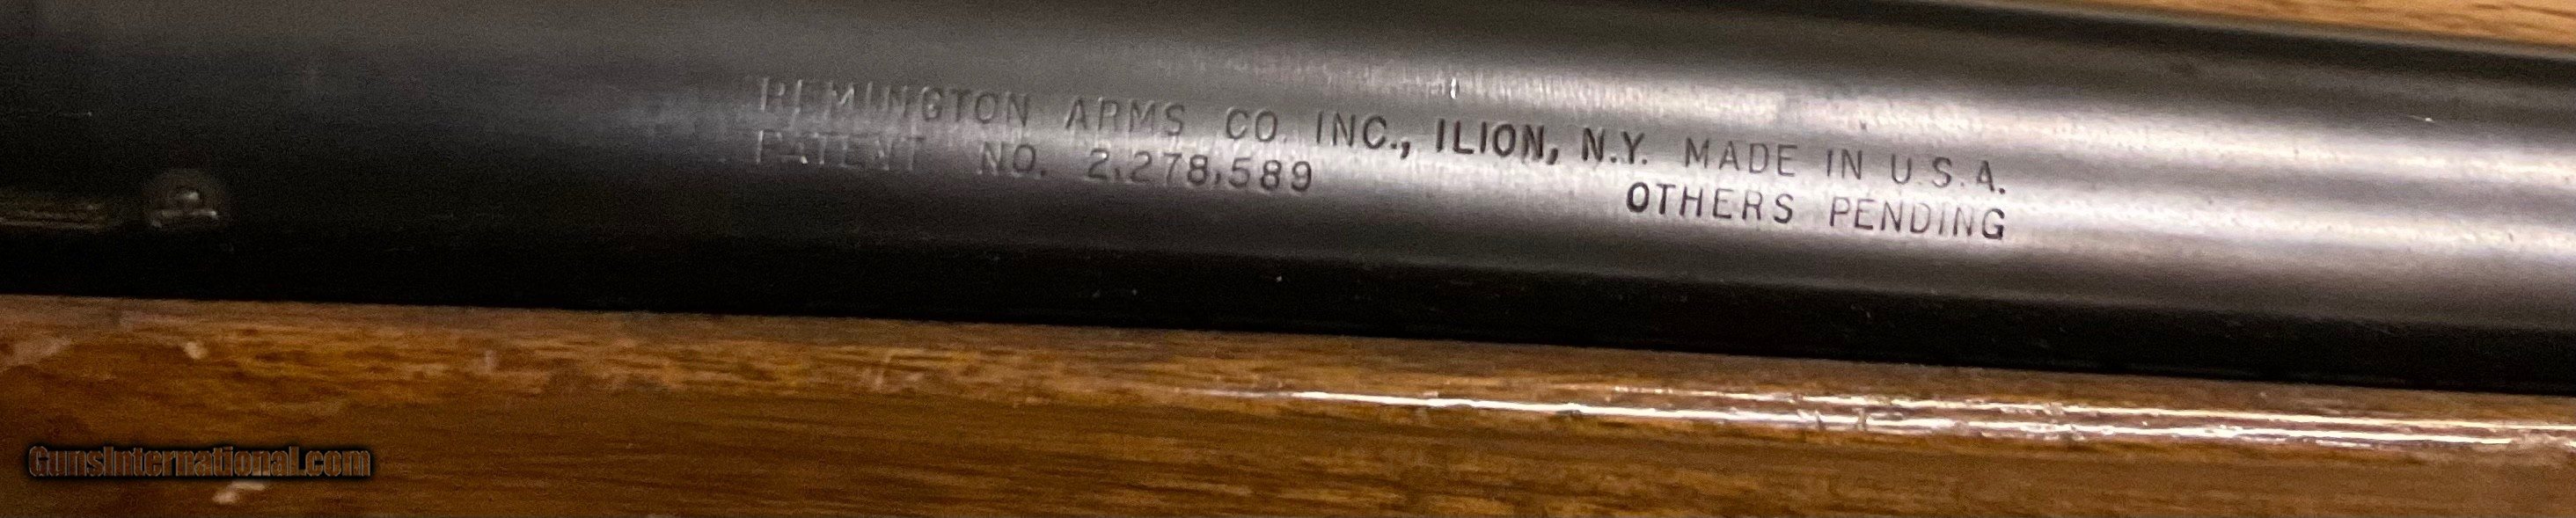 REMINGTON ARMS CO. INC., ILION, N.Y. MADE IN U.S.A.
PATENT NO. 2,278,589 OTHERS PENDING
GunsInternational.com